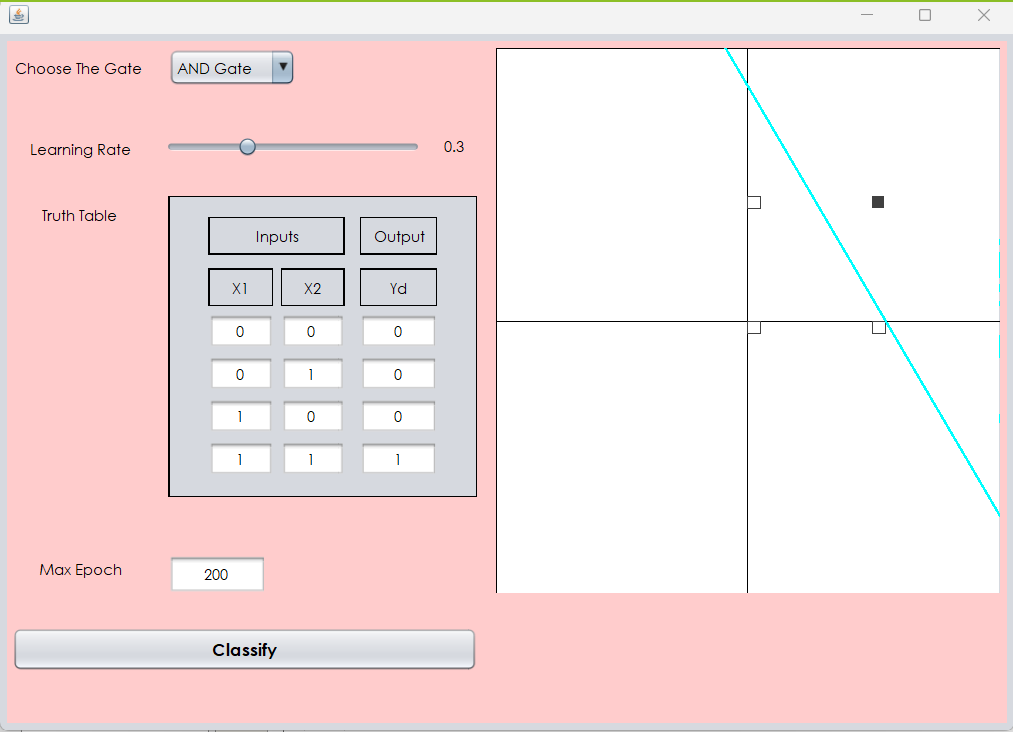 Choose The Gate AND Gate
Learning Rate 0.3
Truth Table
Inputs Output
X1 X2 Yd
0 0 0
0 1 0
1 0 0
1 1 1
Max Epoch 200
Classify